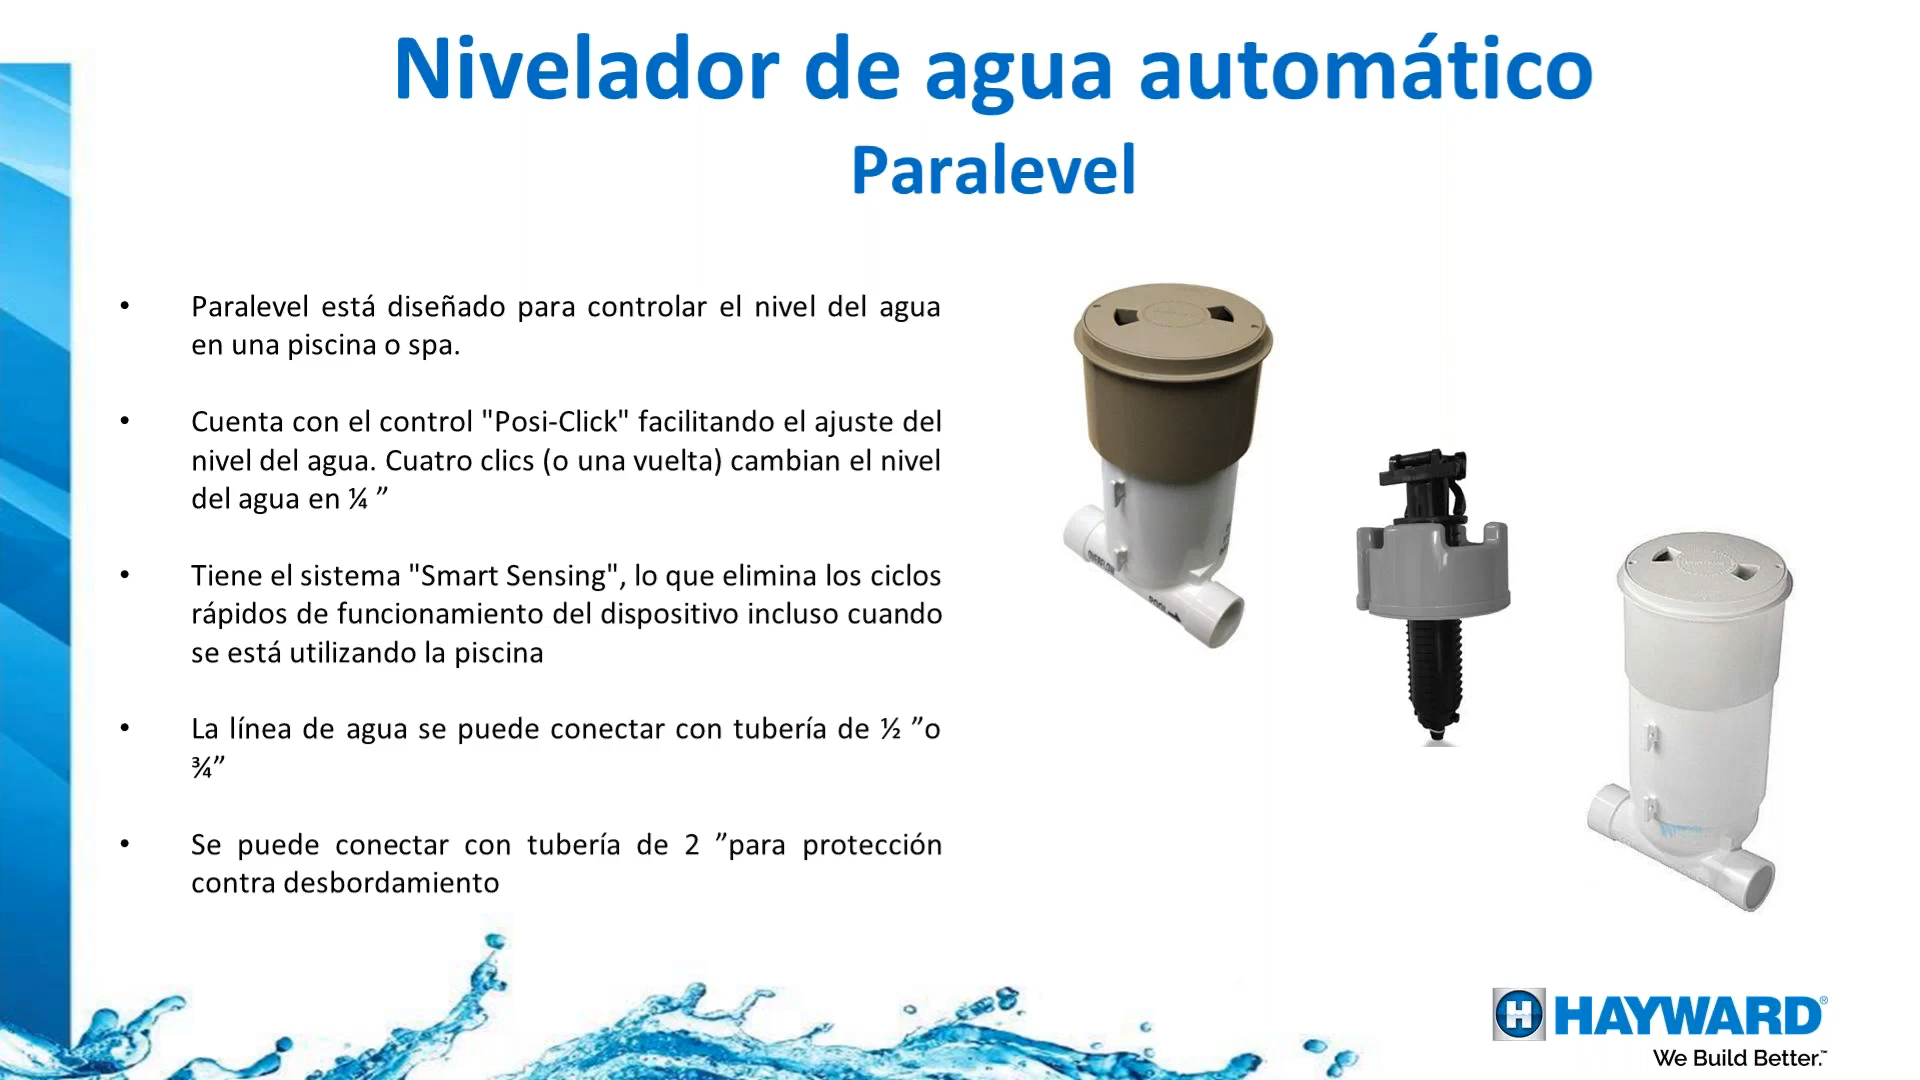 Nivelador de agua automático
Paralevel
• Paralevel está diseñado para controlar el nivel del agua
en una piscina o spa.
• Cuenta con el control "Posi-Click" facilitando el ajuste del
nivel del agua. Cuatro clics (o una vuelta) cambian el nivel
del agua en ¼ ”
• Tiene el sistema "Smart Sensing", lo que elimina los ciclos
rápidos de funcionamiento del dispositivo incluso cuando
se está utilizando la piscina
• La línea de agua se puede conectar con tubería de ½ ”o
¾”
• Se puede conectar con tubería de 2 ”para protección
contra desbordamiento
OVERFLOW
POOL
H HAYWARD®
We Build Better.™